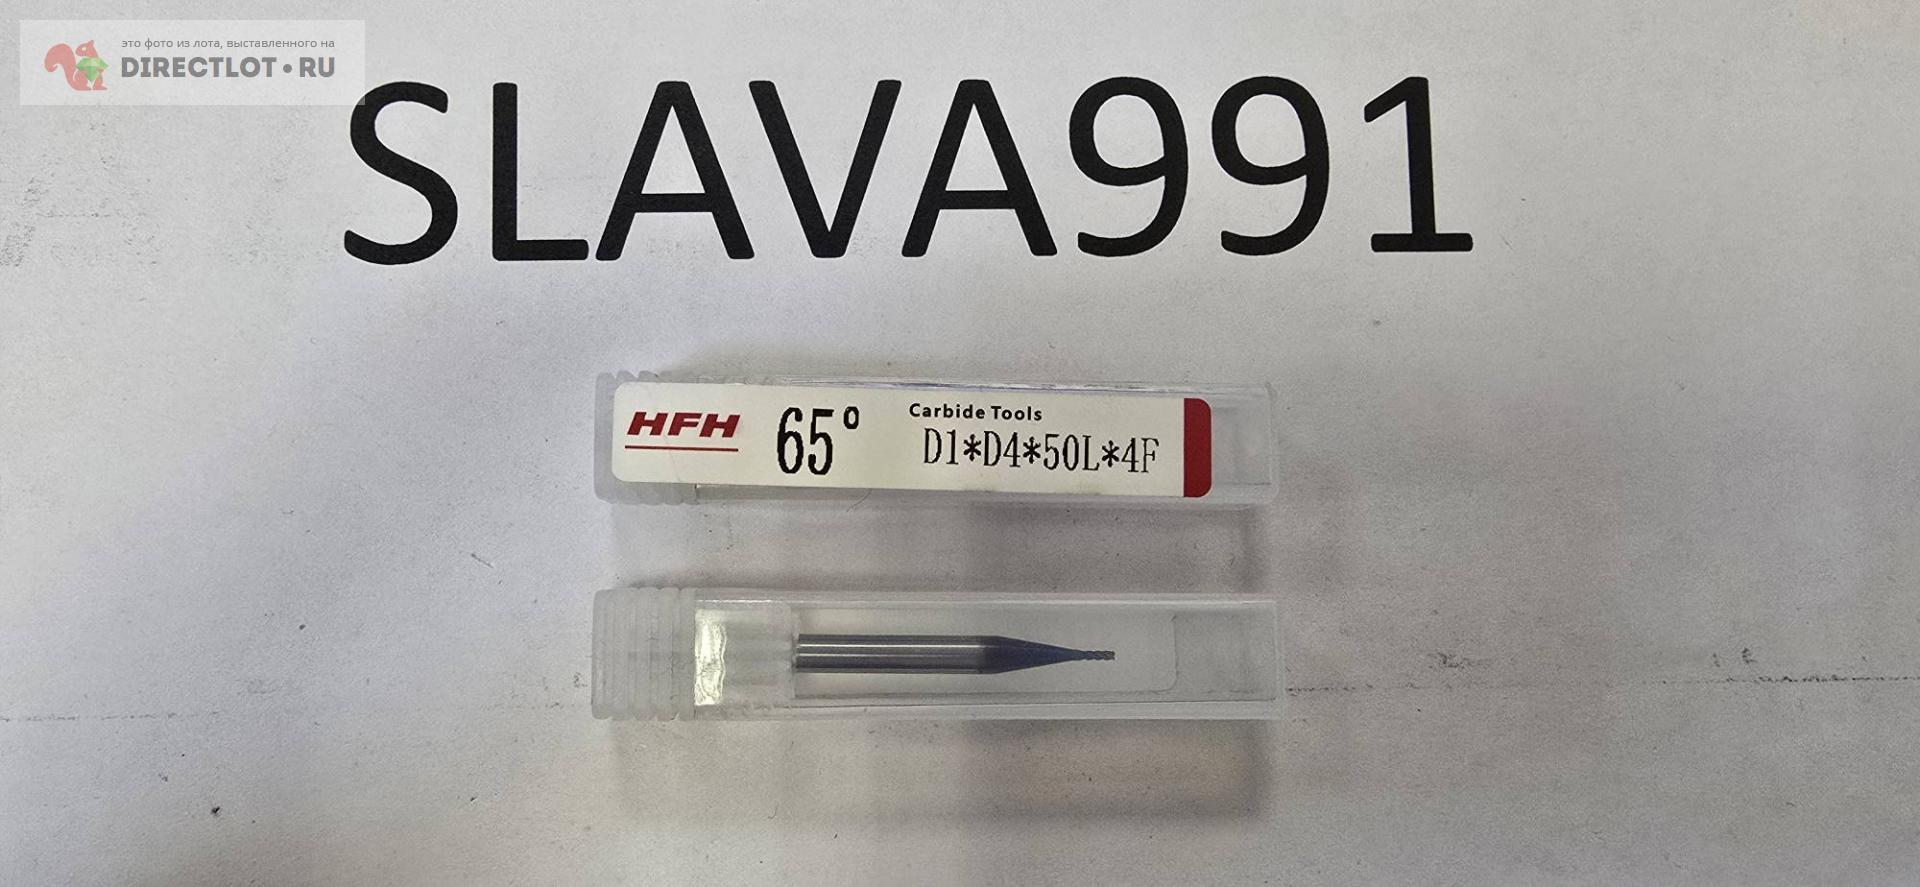 это фото из лота, выставленного на
DIRECTLOT•RU
SLAVA991
HFH
65°
Carbide Tools
D1*D4*50L*4F